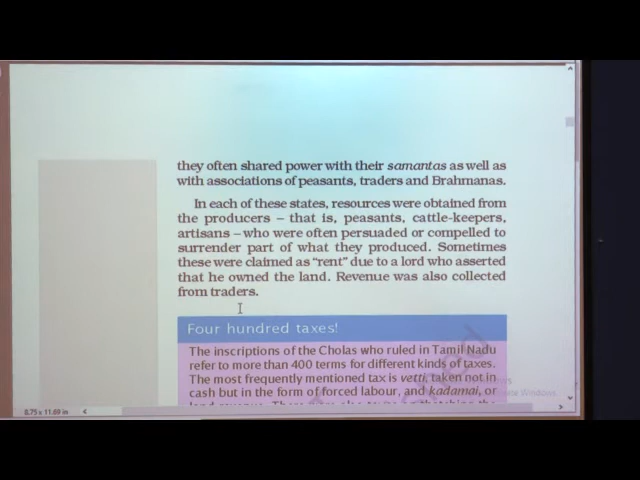 they often shared power with their samantas as well as
with associations of peasants, traders and Brahmanas.
In each of these states, resources were obtained from
the producers – that is, peasants, cattle-keepers,
artisans – who were often persuaded or compelled to
surrender part of what they produced. Sometimes
these were claimed as “rent” due to a lord who asserted
that he owned the land. Revenue was also collected
from traders.
Four hundred taxes!
The inscriptions of the Cholas who ruled in Tamil Nadu
refer to more than 400 terms for different kinds of taxes.
The most frequently mentioned tax is vetti, taken not in
cash but in the form of forced labour, and kadamai, or
8.75 x 11.69 in